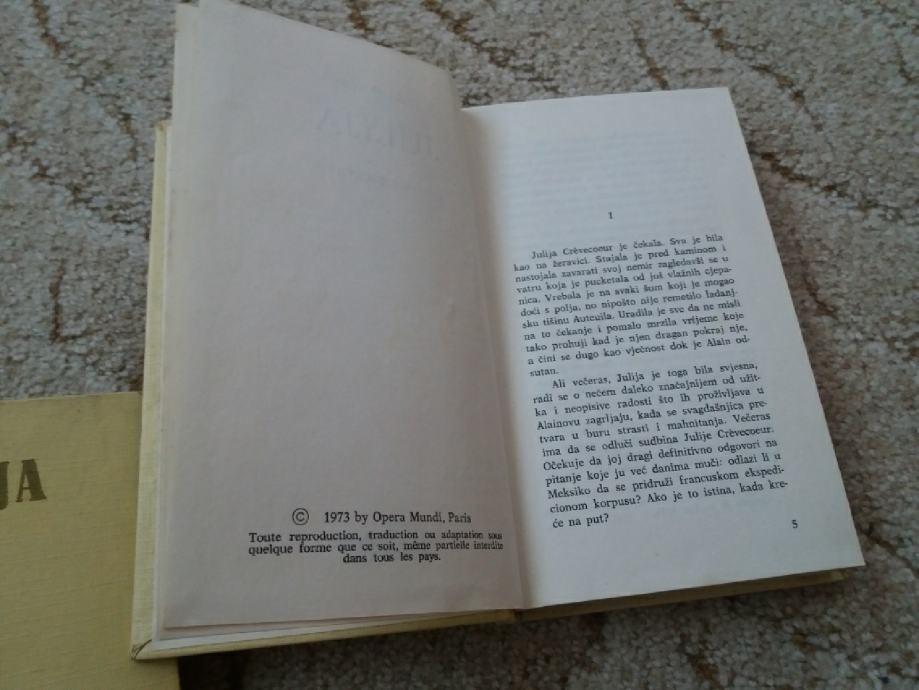 JA
© 1973 by Opera Mundi, Paris
Toute reproduction, traduction ou adaptation sous
quelque forme que ce soit, même partielle interdite
dans tous les pays.
I
Julija Crèvecoeur je čekala. Sva je bila
kao na žeravici. Stajala je pred kaminom i
nastojala zavarati svoj nemir zagledavši se u
vatru koja je pucketala od još vlažnih cjepa-
nica. Vrebala je na svaki šum koji je mogao
doći s polja, no nipošto nije remetilo ladanj-
sku tišinu Auteuila. Uradila je sve da ne misli
na to čekanje i pomalo mrzila vrijeme koje
tako prohuji kad je njen dragan pokraj nje,
a čini se dugo kao vječnost dok je Alain od-
sutan.
Ali večeras, Julija je toga bila svjesna,
radi se o nečem daleko značajnijem od užit-
ka i neopisive radosti što ih proživljava u
Alainovu zagrljaju, kada se svagdašnjica pre-
tvara u buru strasti i mahnitanja. Večeras
ima da se odluči sudbina Julije Crèvecoeur.
Očekuje da joj dragi definitivno odgovori na
pitanje koje ju već danima muči: odlazi li u
Meksiko da se pridruži francuskom ekspedi-
cionom korpusu? Ako je to istina, kada kre-
će na put?
5